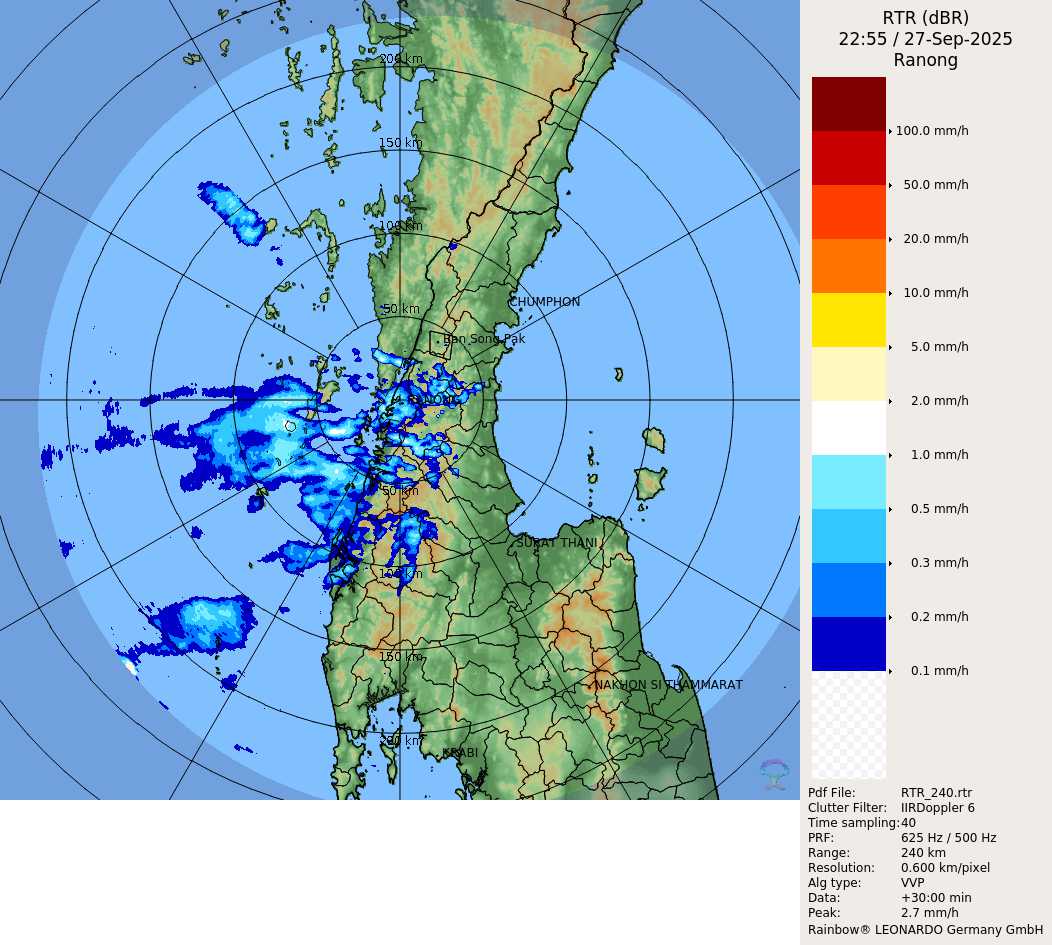 RTR (dBR)
22:55 / 27-Sep-2025
Ranong
100.0 mm/h
50.0 mm/h
20.0 mm/h
10.0 mm/h
5.0 mm/h
2.0 mm/h
1.0 mm/h
0.5 mm/h
0.3 mm/h
0.2 mm/h
0.1 mm/h
200 km
150 km
100 km
50 km
CHUMPHON
Ban Song Pak
RANONG
50 km
SURAT THANI
100 km
150 km
NAKHON SI THAMMARAT
200 km
KRABI
Pdf File: RTR_240.rtr
Clutter Filter: IIRDoppler 6
Time sampling:40
PRF: 625 Hz / 500 Hz
Range: 240 km
Resolution: 0.600 km/pixel
Alg type: VVP
Data: +30:00 min
Peak: 2.7 mm/h
Rainbow® LEONARDO Germany GmbH